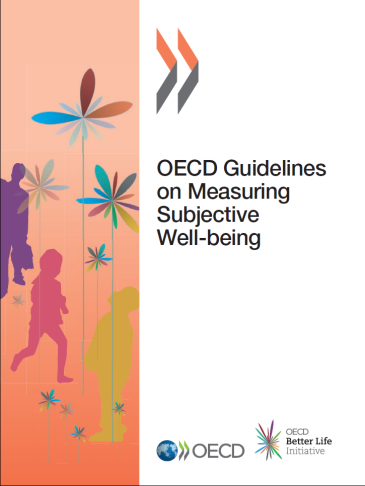 OECD Guidelines
on Measuring
Subjective
Well-being
OECD
OECD
Better Life
Initiative